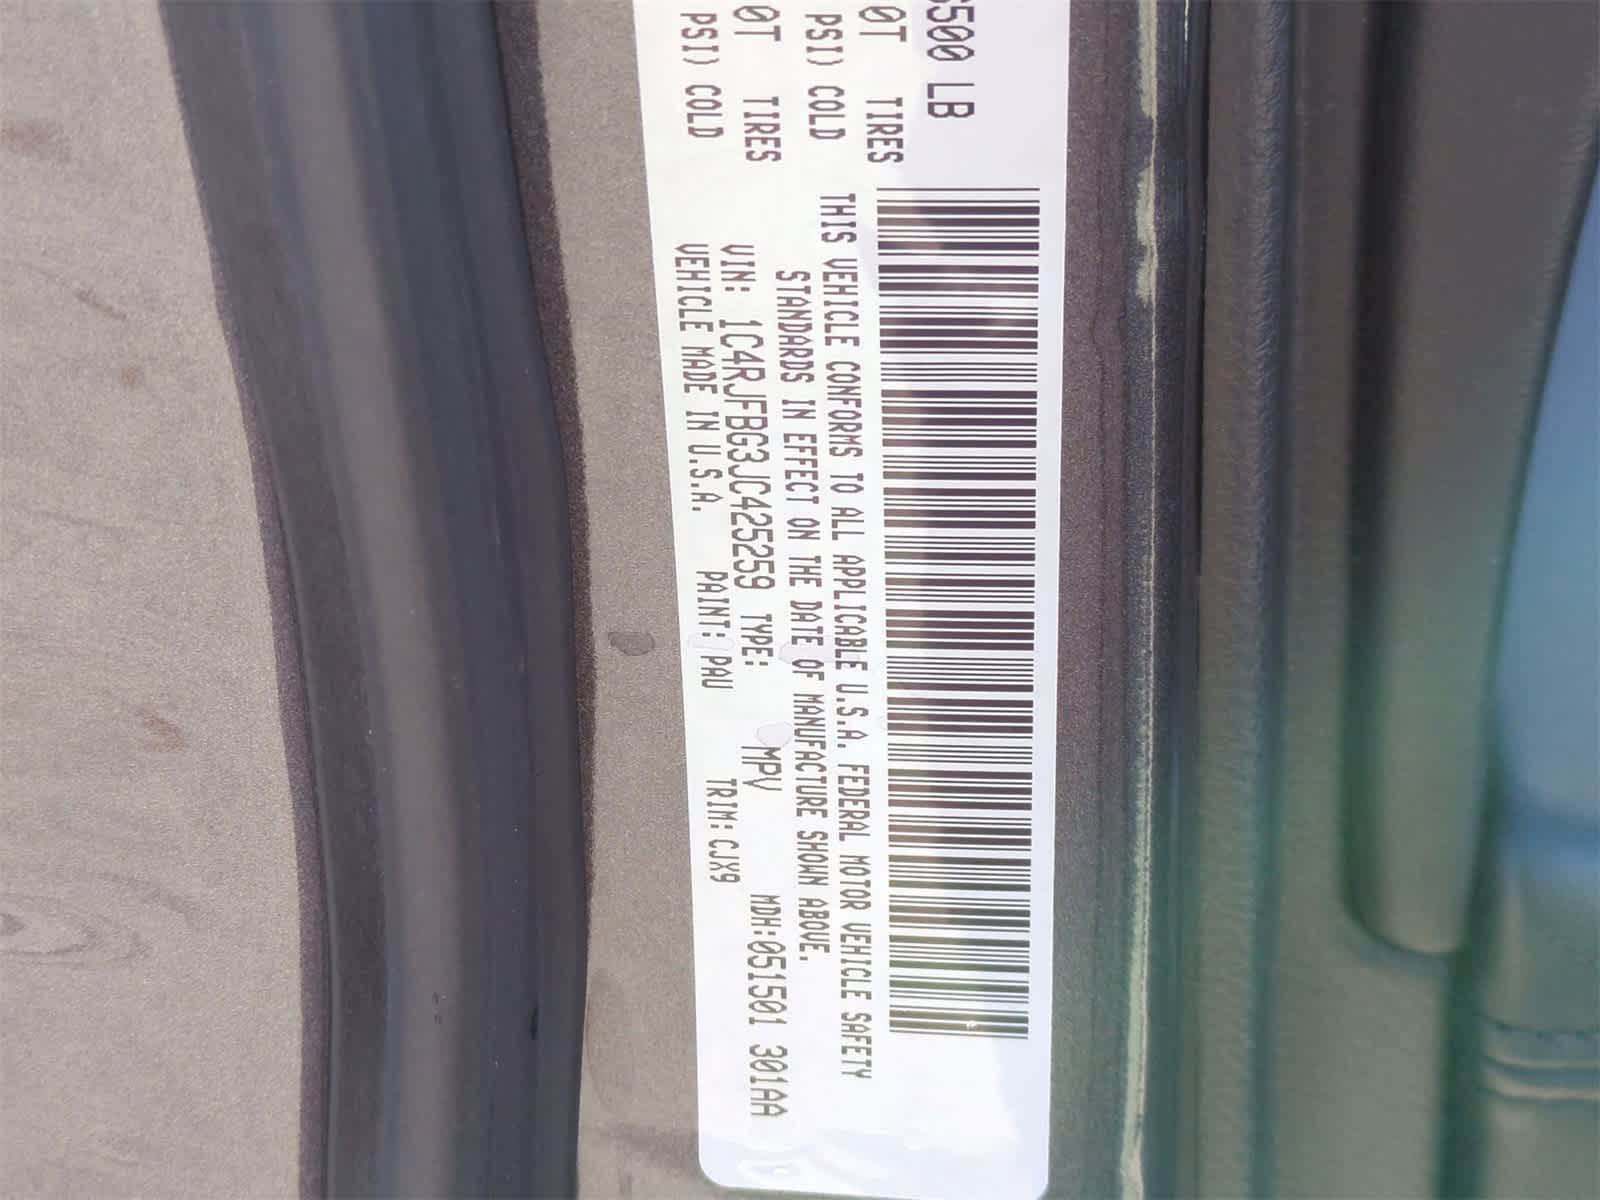 6500 LB
0T TIRES
PSI) COLD
0T TIRES
PSI) COLD
THIS VEHICLE CONFORMS TO ALL APPLICABLE U.S.A. FEDERAL MOTOR VEHICLE SAFETY
STANDARDS IN EFFECT ON THE DATE OF MANUFACTURE SHOWN ABOVE.
VIN: 1C4RJFBG3JC425259 TYPE: MPV MDH:051501 301AA
VEHICLE MADE IN U.S.A. PAINT: PAU TRIM: CJX9